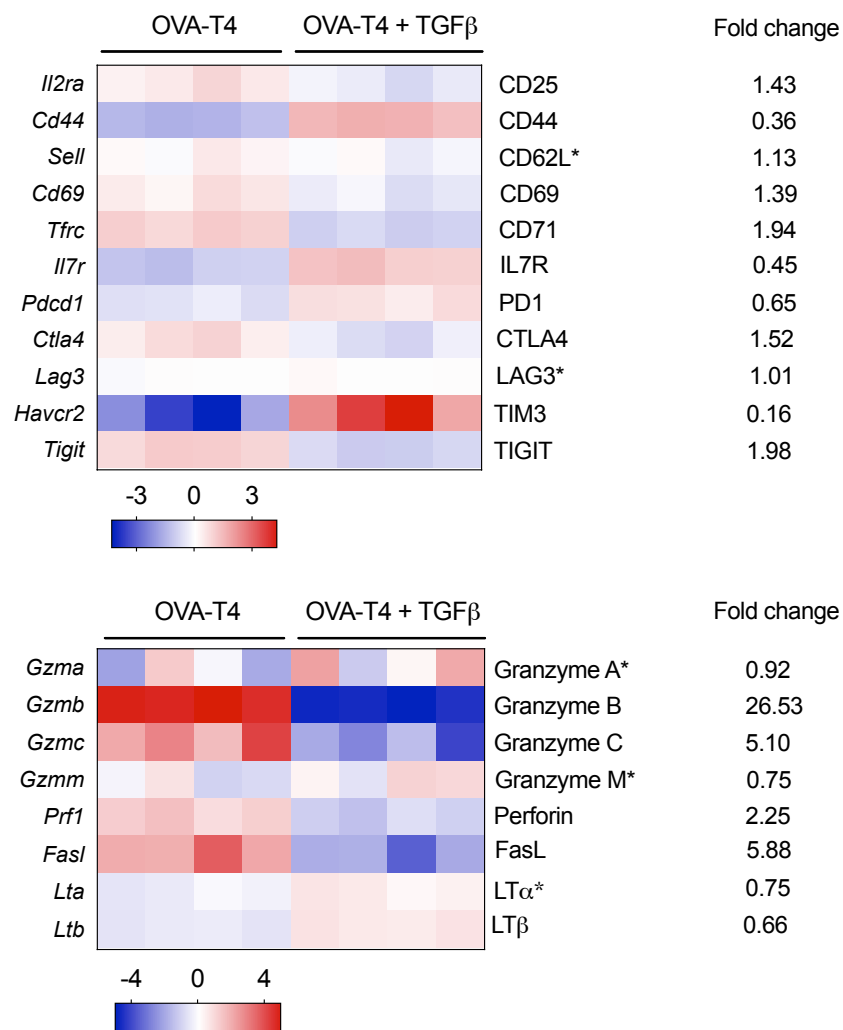 OVA-T4 OVA-T4 + TGFβ Fold change
Il2ra CD25 1.43
Cd44 CD44 0.36
Sell CD62L* 1.13
Cd69 CD69 1.39
Tfrc CD71 1.94
Il7r IL7R 0.45
Pdcd1 PD1 0.65
Ctla4 CTLA4 1.52
Lag3 LAG3* 1.01
Havcr2 TIM3 0.16
Tigit TIGIT 1.98
-3 0 3
OVA-T4 OVA-T4 + TGFβ Fold change
Gzma Granzyme A* 0.92
Gzmb Granzyme B 26.53
Gzmc Granzyme C 5.10
Gzmm Granzyme M* 0.75
Prf1 Perforin 2.25
Fasl FasL 5.88
Lta LTα* 0.75
Ltb LTβ 0.66
-4 0 4